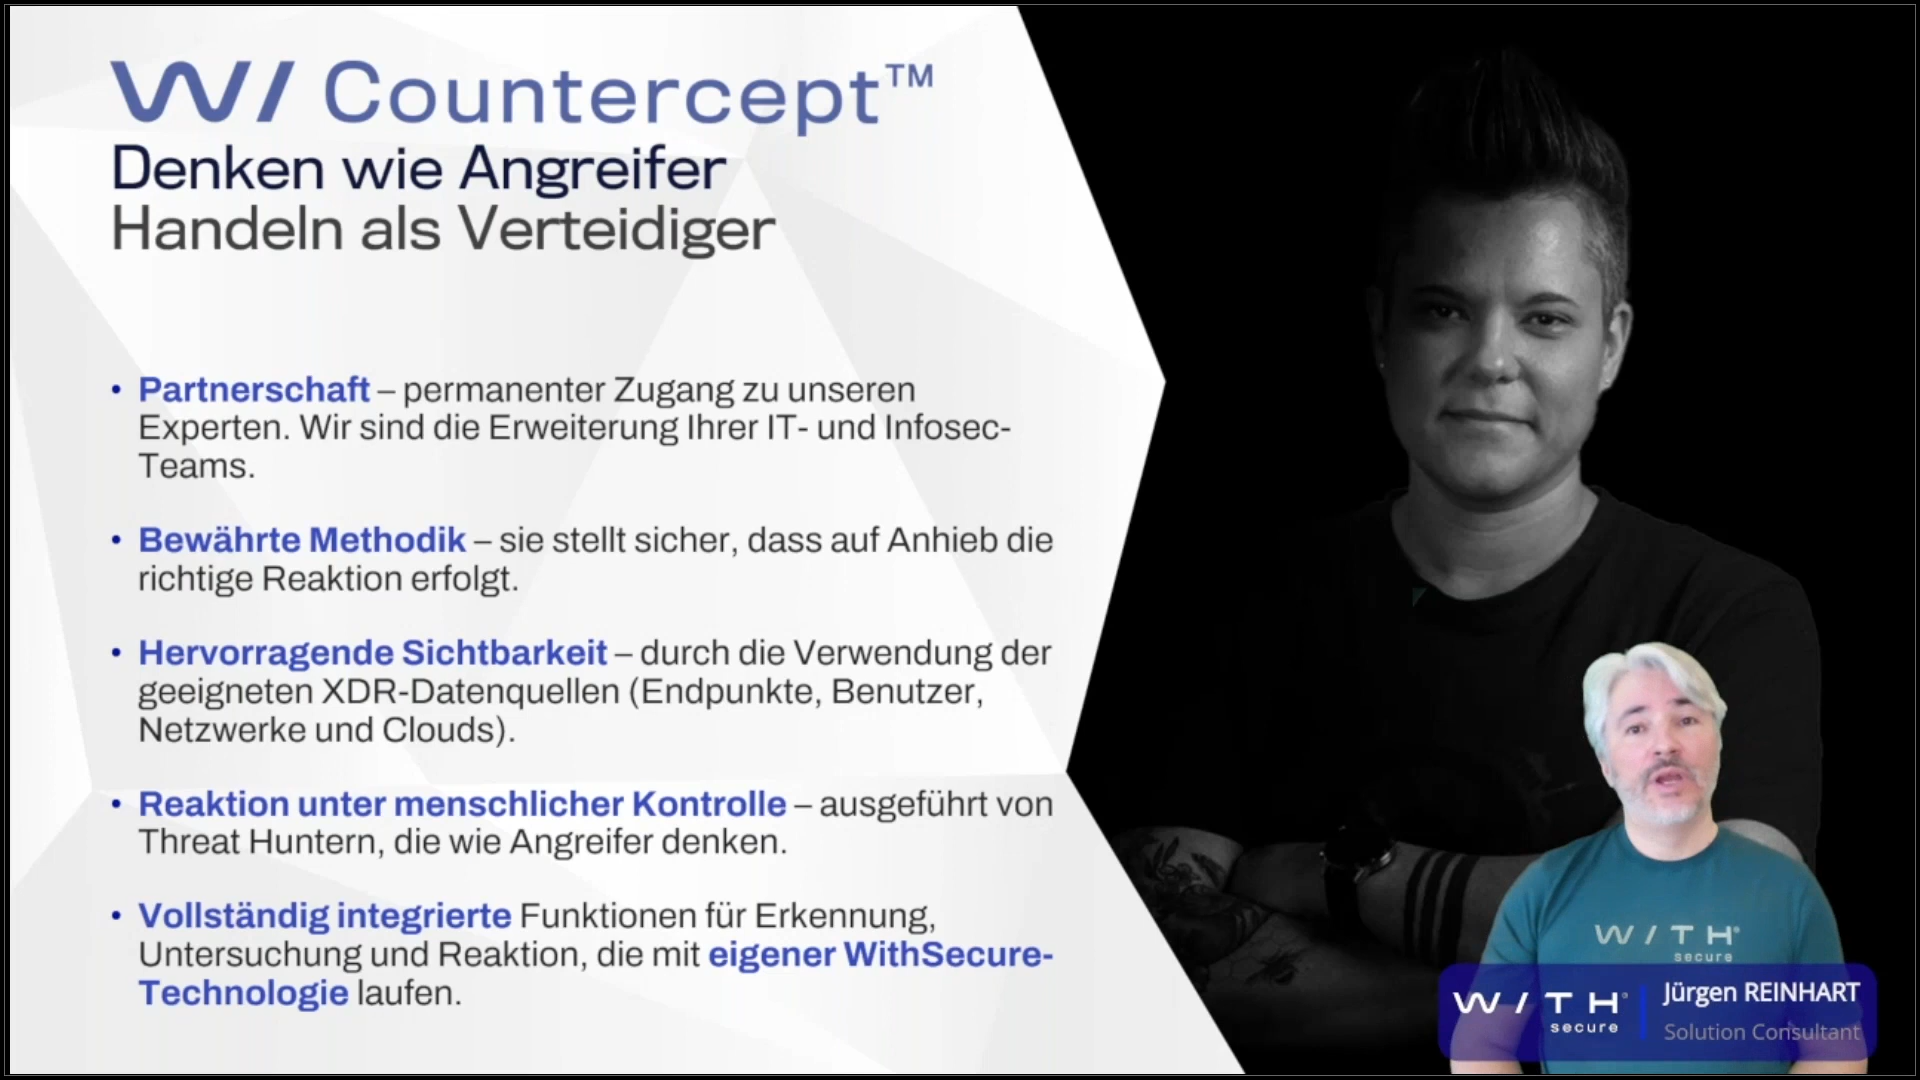 W/ Countercept™
Denken wie Angreifer
Handeln als Verteidiger
• Partnerschaft – permanenter Zugang zu unseren
Experten. Wir sind die Erweiterung Ihrer IT- und Infosec-
Teams.
• Bewährte Methodik – sie stellt sicher, dass auf Anhieb die
richtige Reaktion erfolgt.
• Hervorragende Sichtbarkeit – durch die Verwendung der
geeigneten XDR-Datenquellen (Endpunkte, Benutzer,
Netzwerke und Clouds).
• Reaktion unter menschlicher Kontrolle – ausgeführt von
Threat Huntern, die wie Angreifer denken.
• Vollständig integrierte Funktionen für Erkennung,
Untersuchung und Reaktion, die mit eigener WithSecure-
Technologie laufen.
W/TH®
secure
W/TH®
secure
Jürgen REINHART
Solution Consultant